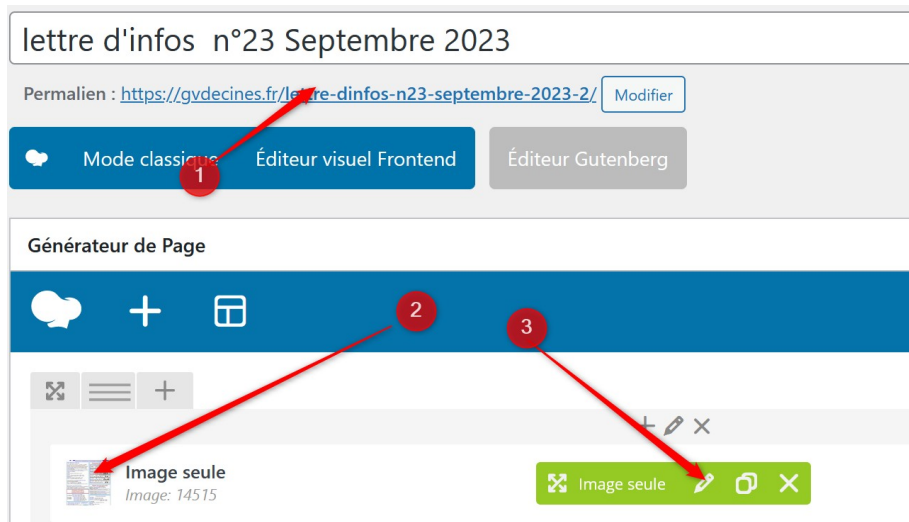 lettre d'infos  n°23 Septembre 2023
Permalien : https://gvdecines.fr/lettre-dinfos-n23-septembre-2023-2/ Modifier
Mode classique Éditeur visuel Frontend Éditeur Gutenberg
1
Générateur de Page
2
3
Image seule
Image: 14515
Image seule